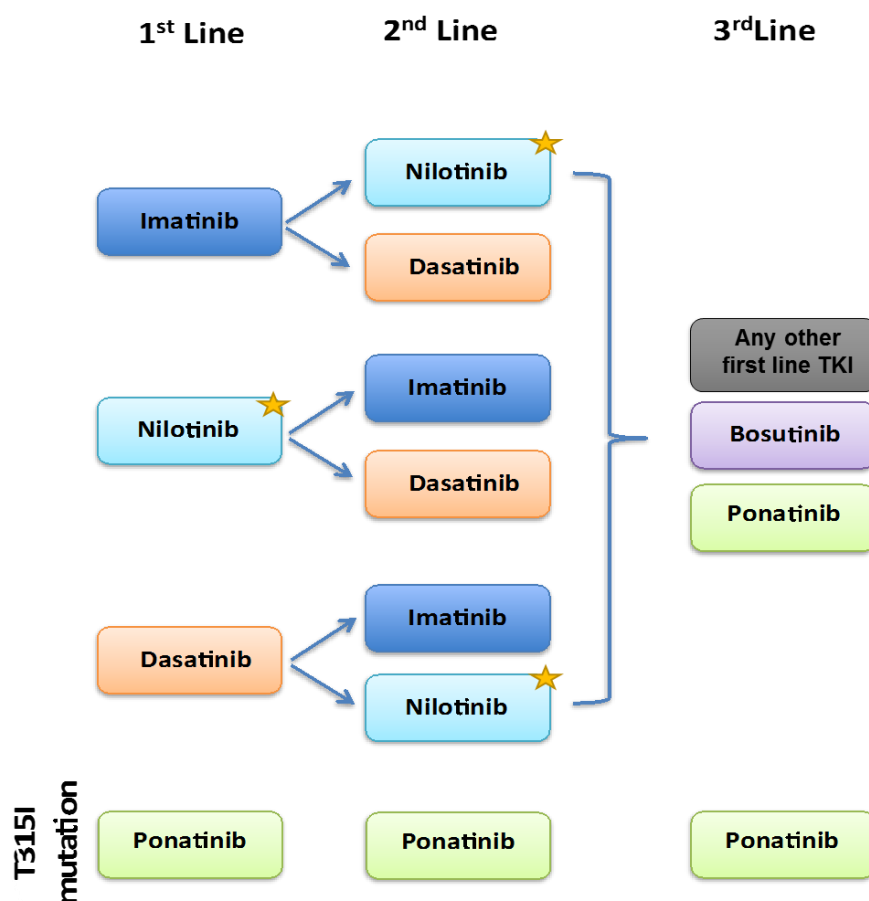 1st Line
2nd Line
3rdLine
Imatinib
Nilotinib
Dasatinib
Nilotinib
Imatinib
Dasatinib
Dasatinib
Imatinib
Nilotinib
Any other
first line TKI
Bosutinib
Ponatinib
T315I
mutation
Ponatinib
Ponatinib
Ponatinib